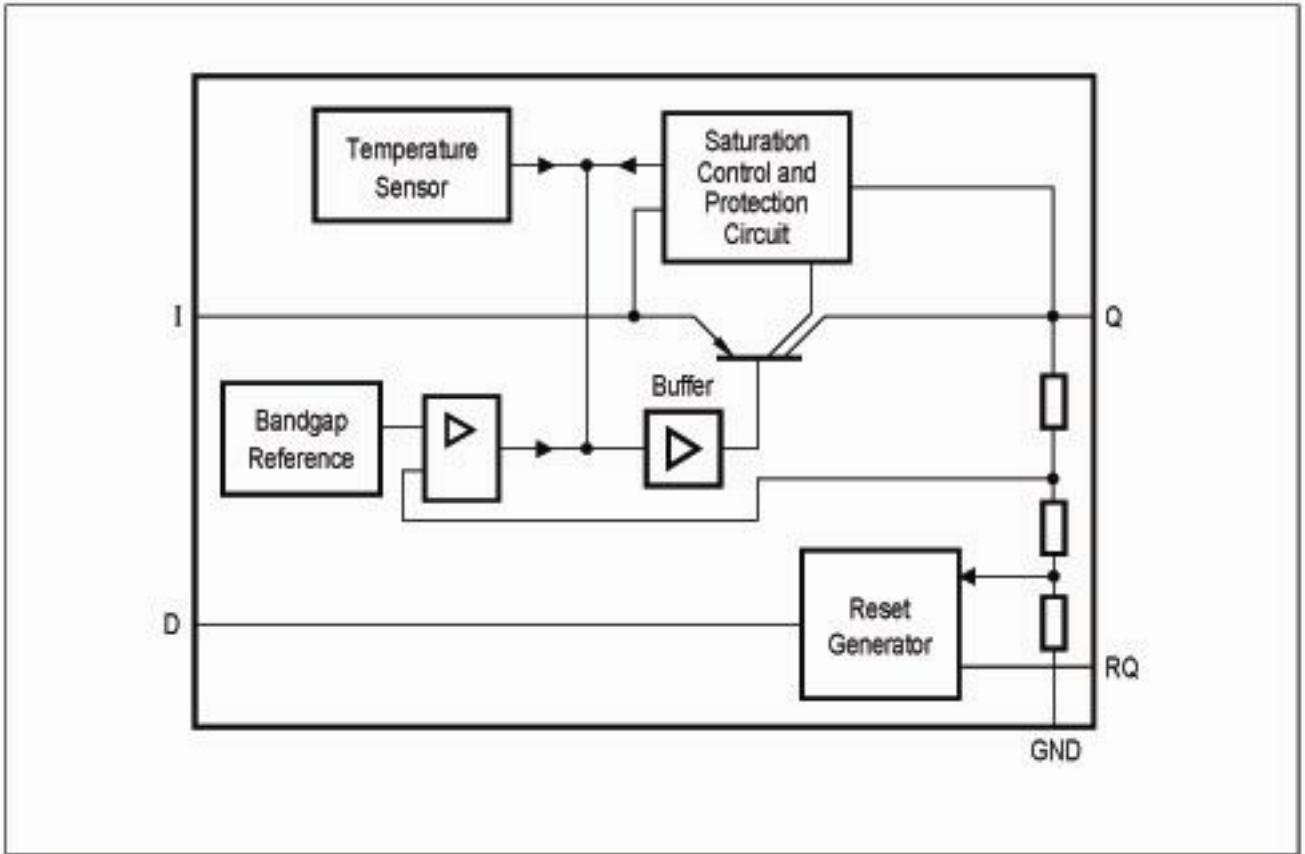 Temperature
Sensor
Saturation
Control and
Protection
Circuit
I
Q
Buffer
Bandgap
Reference
D
Reset
Generator
RQ
GND